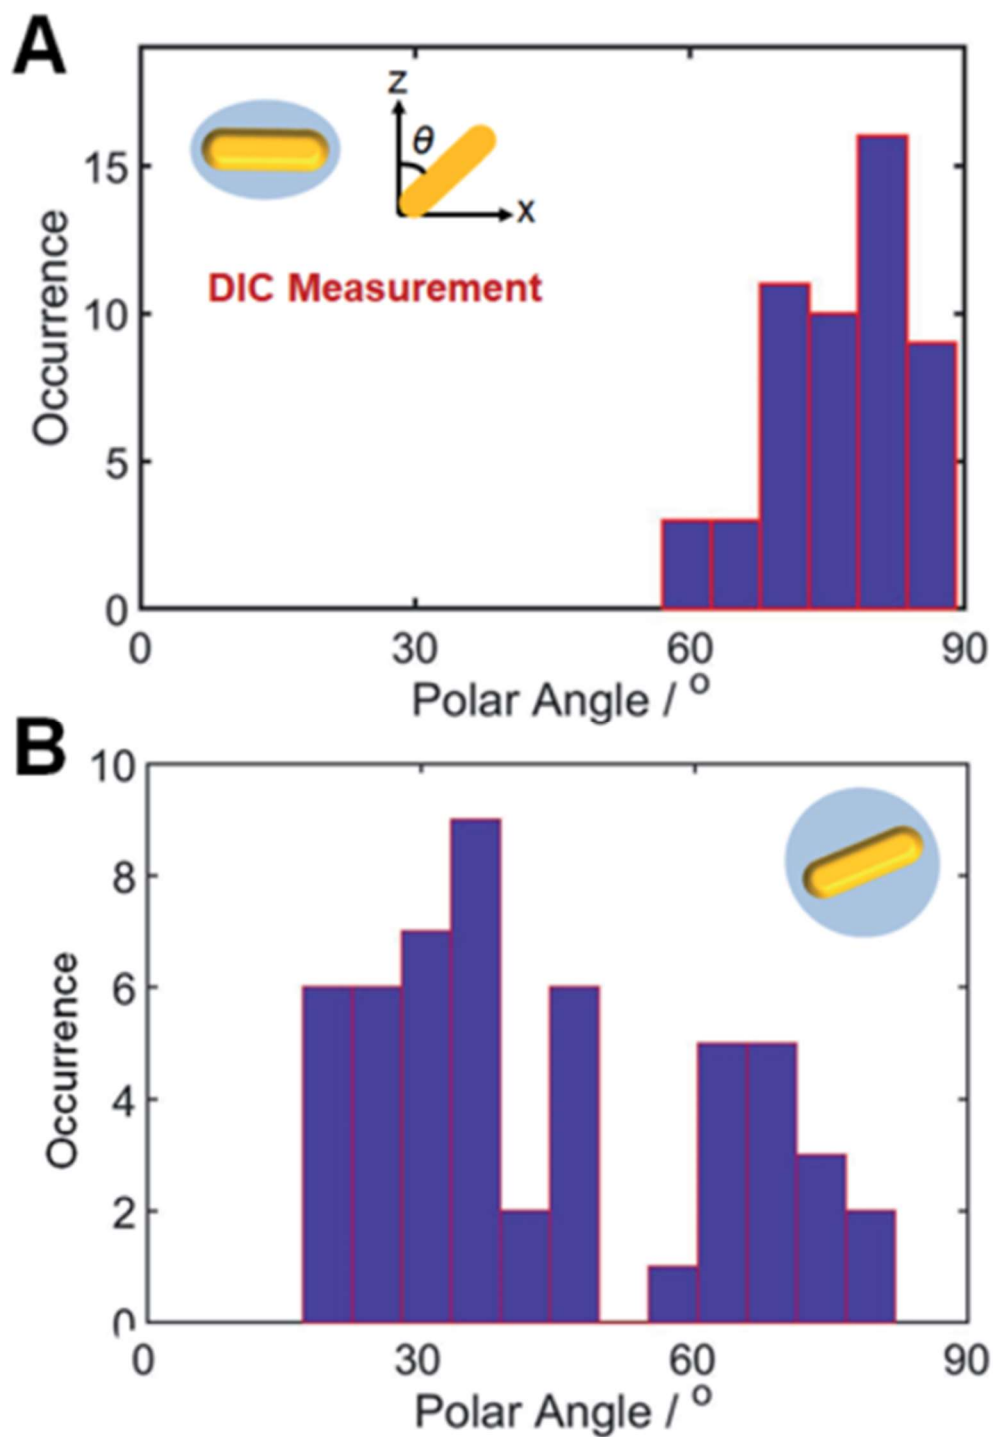 A
Z
θ
X
DIC Measurement
15
10
5
0
Occurrence
0 30 60 90
Polar Angle / o
B
10
8
6
4
2
0
Occurrence
0 30 60 90
Polar Angle / o